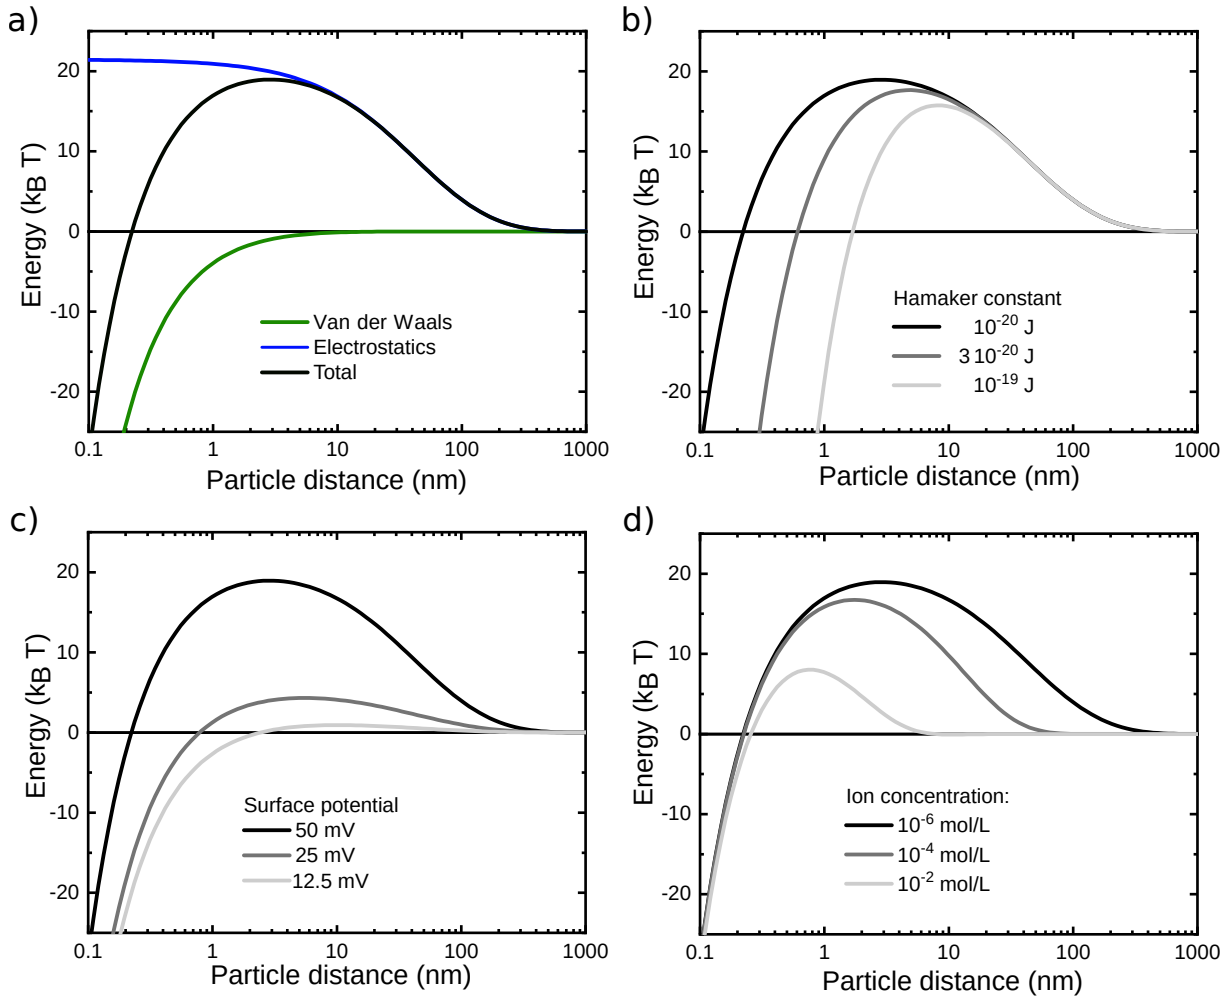 a)
20
10
0
-10
-20
Energy (kB T)
Van der Waals
Electrostatics
Total
0.1 1 10 100 1000
Particle distance (nm)
b)
20
10
0
-10
-20
Energy (kB T)
Hamaker constant
10-20 J
3 10-20 J
10-19 J
0.1 1 10 100 1000
Particle distance (nm)
c)
20
10
0
-10
-20
Energy (kB T)
Surface potential
50 mV
25 mV
12.5 mV
0.1 1 10 100 1000
Particle distance (nm)
d)
20
10
0
-10
-20
Energy (kB T)
Ion concentration:
10-6 mol/L
10-4 mol/L
10-2 mol/L
0.1 1 10 100 1000
Particle distance (nm)